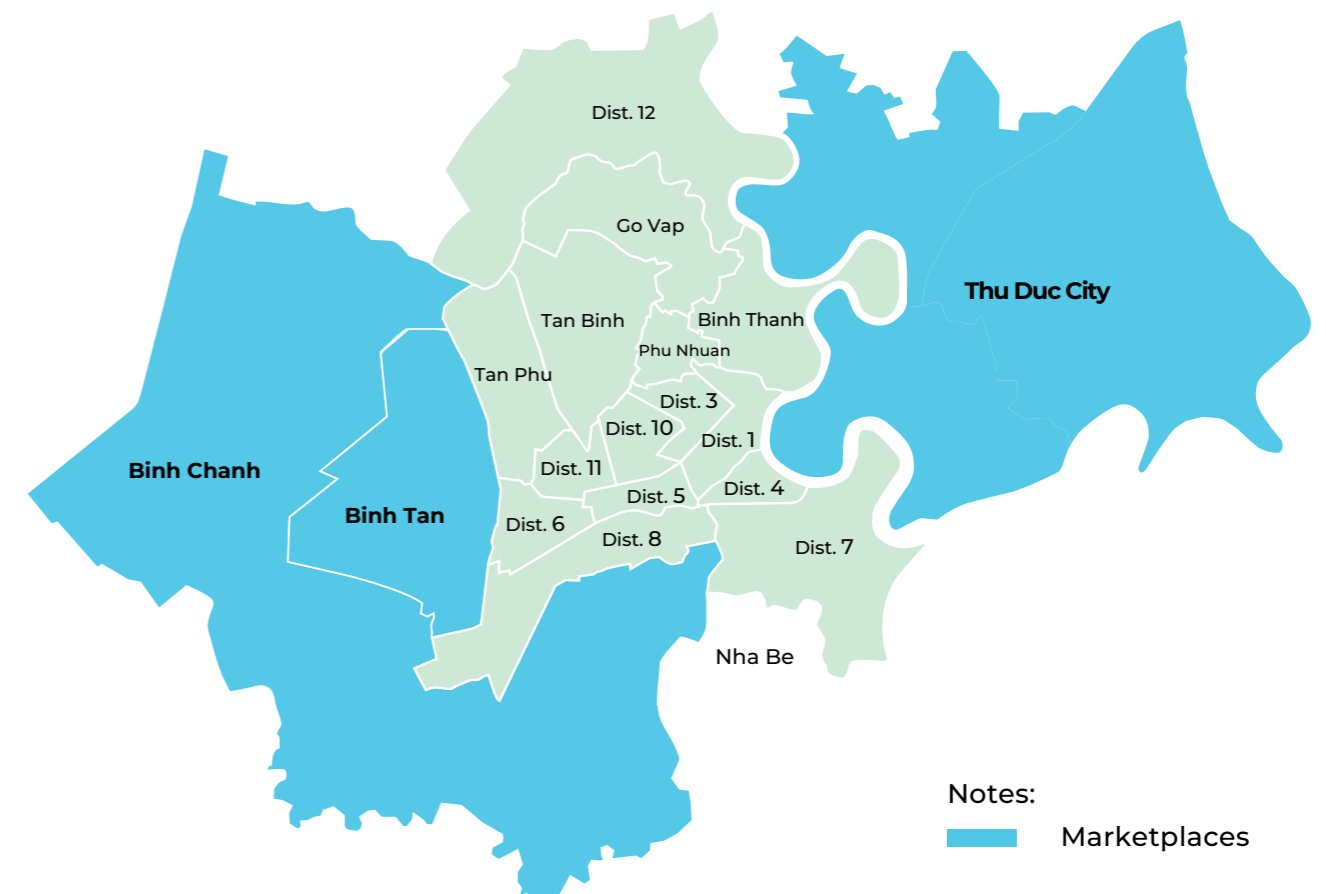 Dist. 12
Go Vap
Thu Duc City
Tan Binh
Binh Thanh
Phu Nhuan
Tan Phu
Dist. 3
Dist. 10
Dist. 1
Binh Chanh
Dist. 11
Dist. 4
Dist. 5
Binh Tan
Dist. 6
Dist. 8
Dist. 7
Nha Be
Notes:
Marketplaces